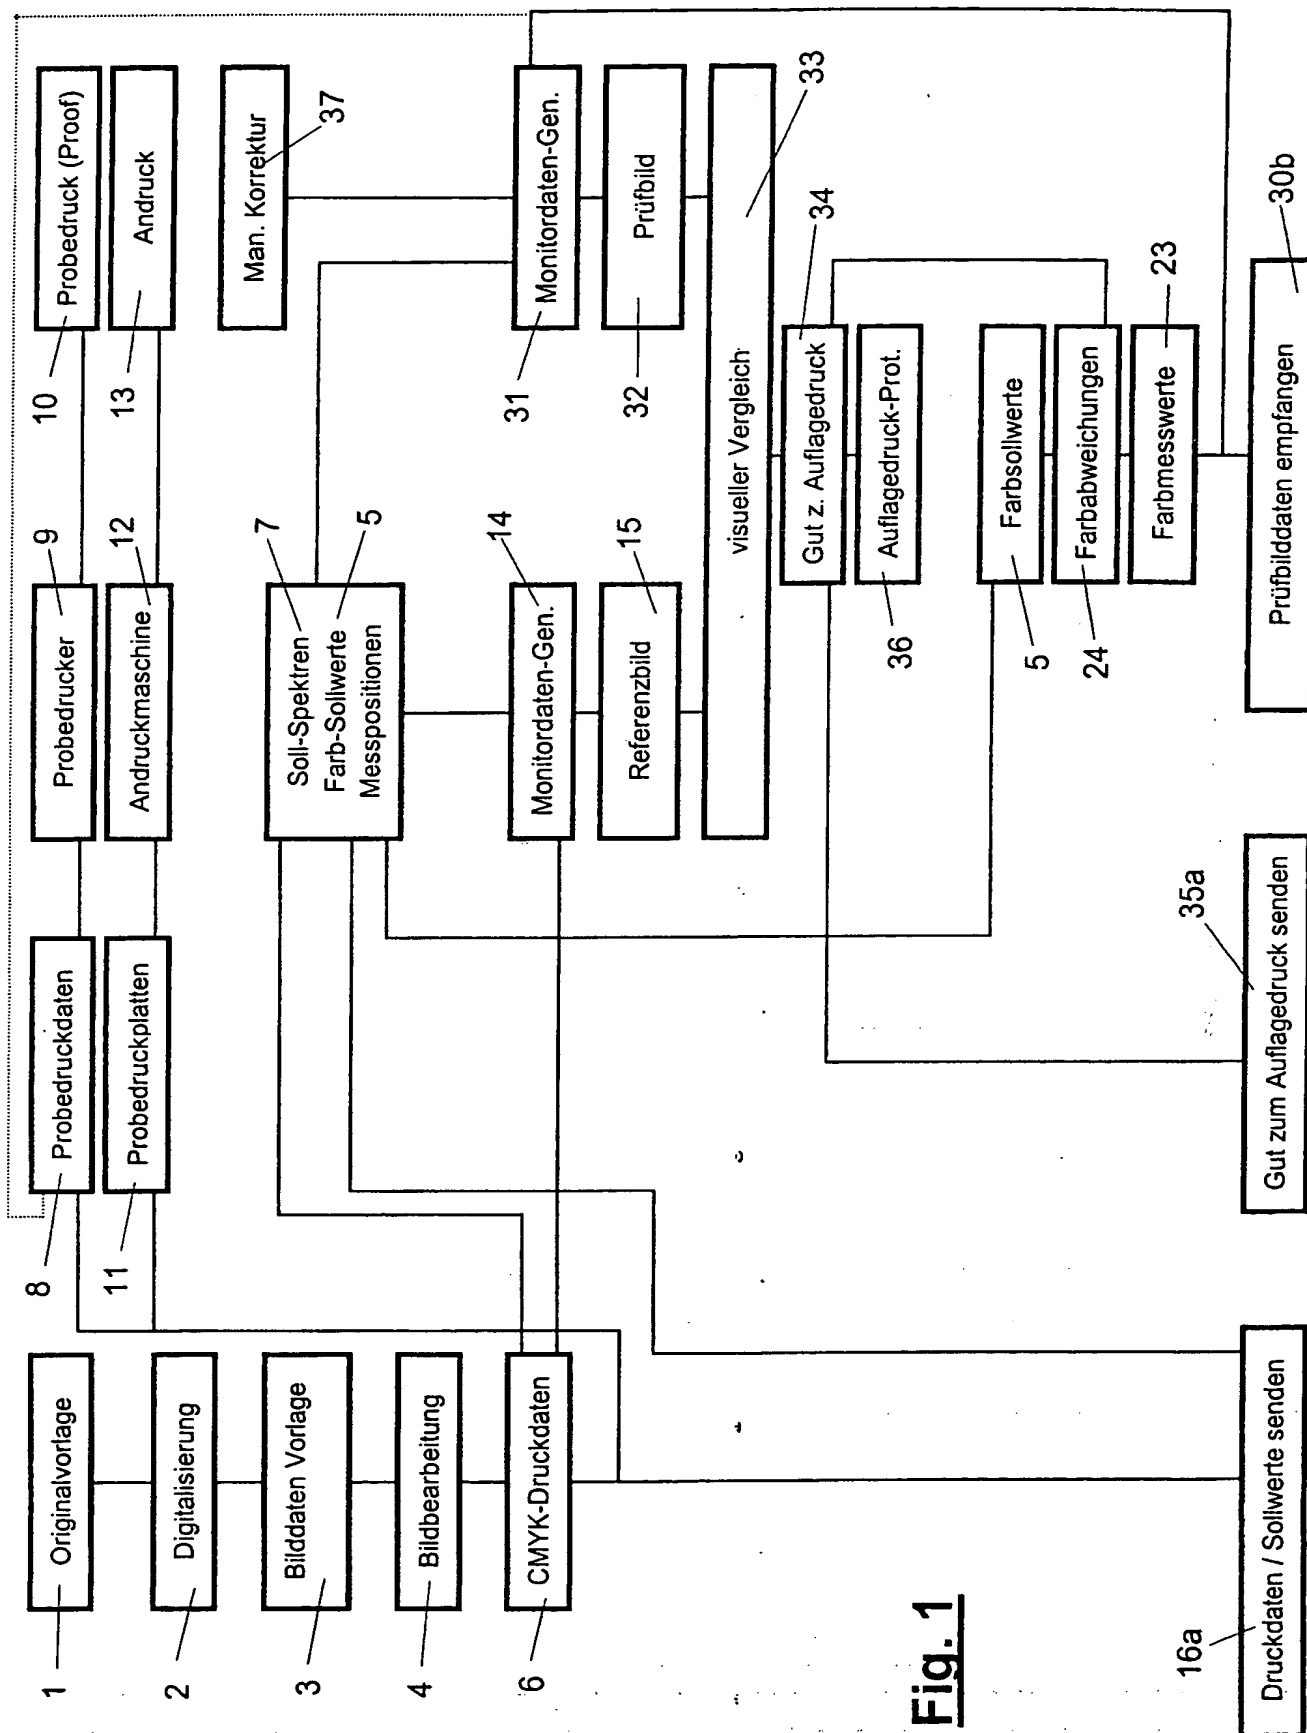 1
Originalvorlage
2
Digitalisierung
3
Bilddaten Vorlage
4
Bildbearbeitung
6
CMYK-Druckdaten
8
Probedruckdaten
11
Probedruckplatten
9
Probedrucker
12
Andruckmaschine
10
Probedruck (Proof)
13
Andruck
7
Soll-Spektren
Farb-Sollwerte
Messpositionen
5
Man. Korrektur
37
14
Monitordaten-Gen.
15
Referenzbild
31
Monitordaten-Gen.
32
Prüfbild
visueller Vergleich
33
Gut z. Auflagedruck
34
Auflagedruck-Prot.
36
Farbsollwerte
5
Farbabweichungen
24
Farbmesswerte
23
Fig. 1
16a
Druckdaten / Sollwerte senden
35a
Gut zum Auflagedruck senden
Prüfbilddaten empfangen
30b